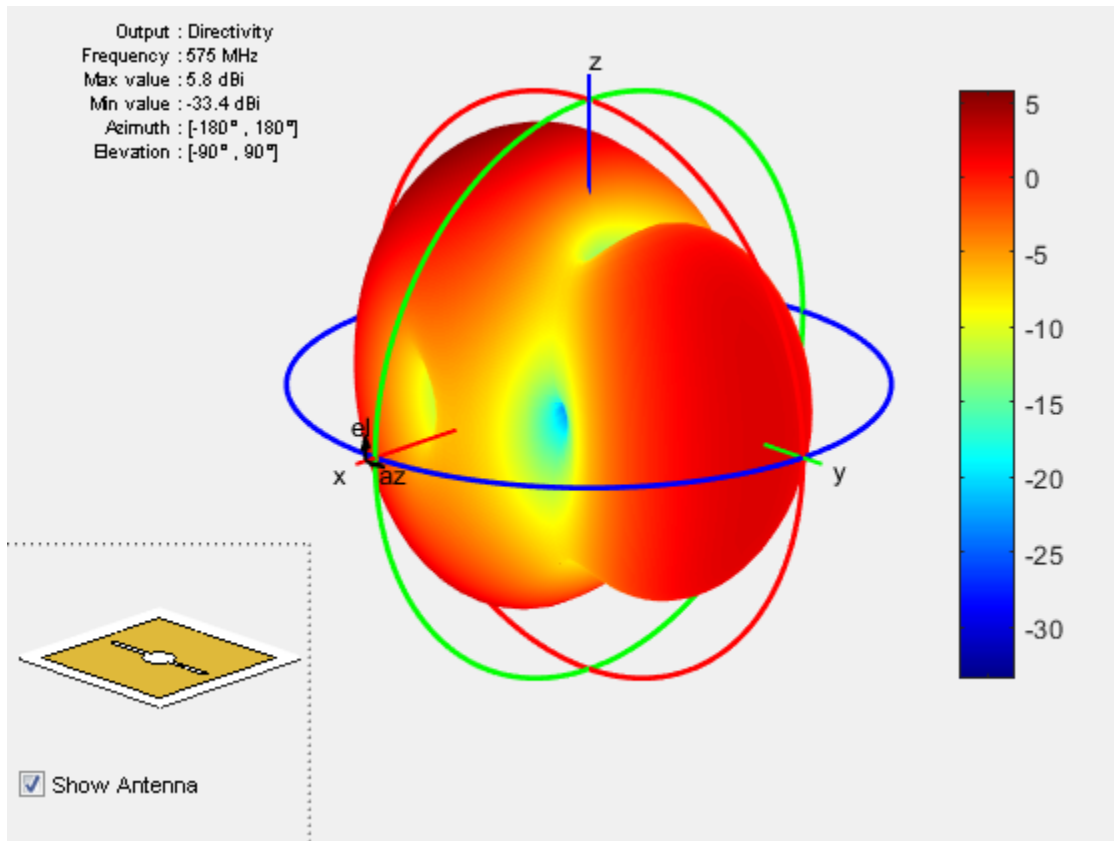 Output : Directivity
Frequency : 575 MHz
Max value : 5.8 dBi
Min value : -33.4 dBi
Azimuth : [-180° , 180°]
Elevation : [-90° , 90°]
z
5
0
-5
-10
-15
-20
-25
-30
el
x
az
y
Show Antenna